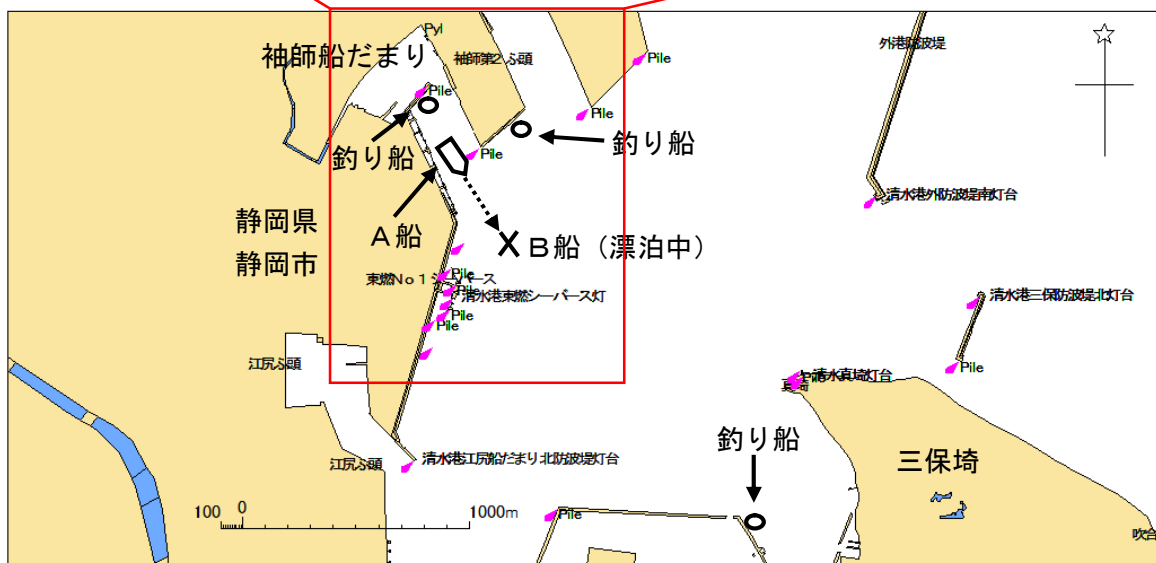 Pyl
外港防波堤
袖師船だまり
袖師第2ふ頭
Pile
Pile
Pile
釣り船
釣り船
Pile
清水港外防波堤南灯台
静岡県
静岡市
A船
B船（漂泊中）
Pile
東燃No1シーバース
Pile
清水港東燃シーバース灯
Pile
Pile
清水港三保防波堤北灯台
江尻ふ頭
Pile
清水真埼灯台
真埼
Pile
釣り船
三保埼
江尻ふ頭
清水港江尻船だまり北防波堤灯台
100 0 1000m
Pile
吹合